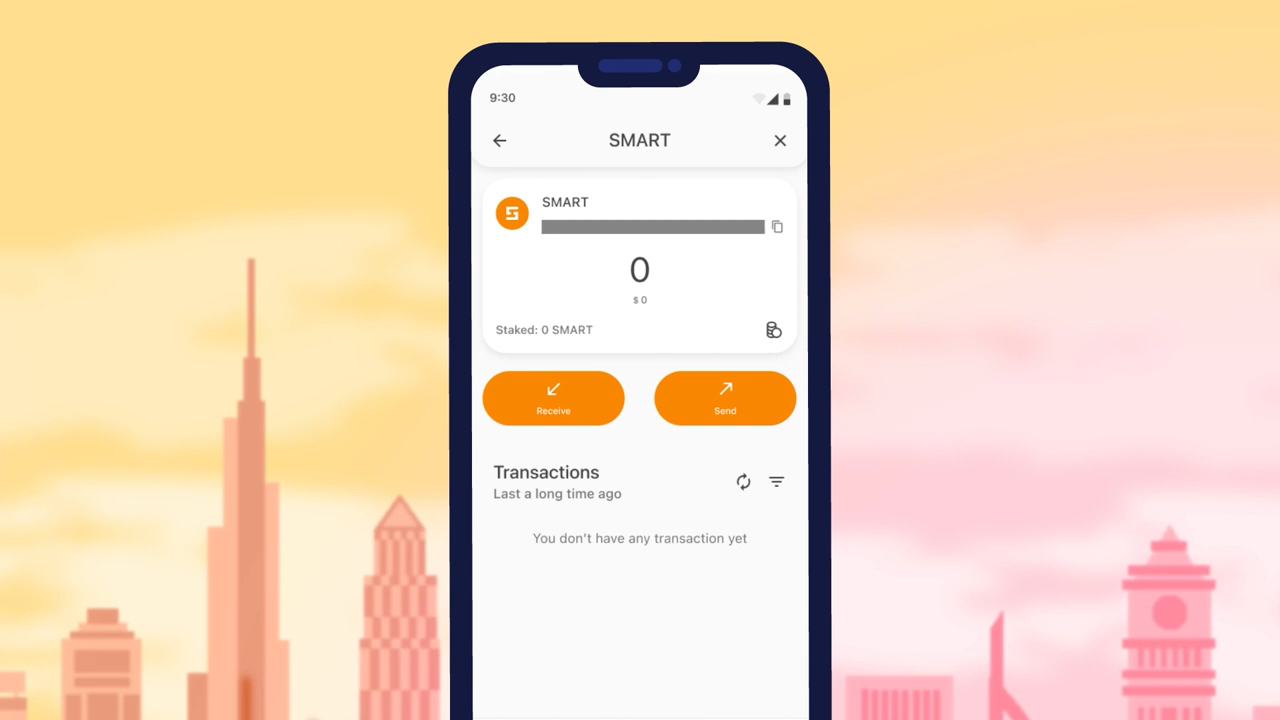 9:30
SMART
SMART
0
$ 0
Staked: 0 SMART
Receive
Send
Transactions
Last a long time ago
You don't have any transaction yet